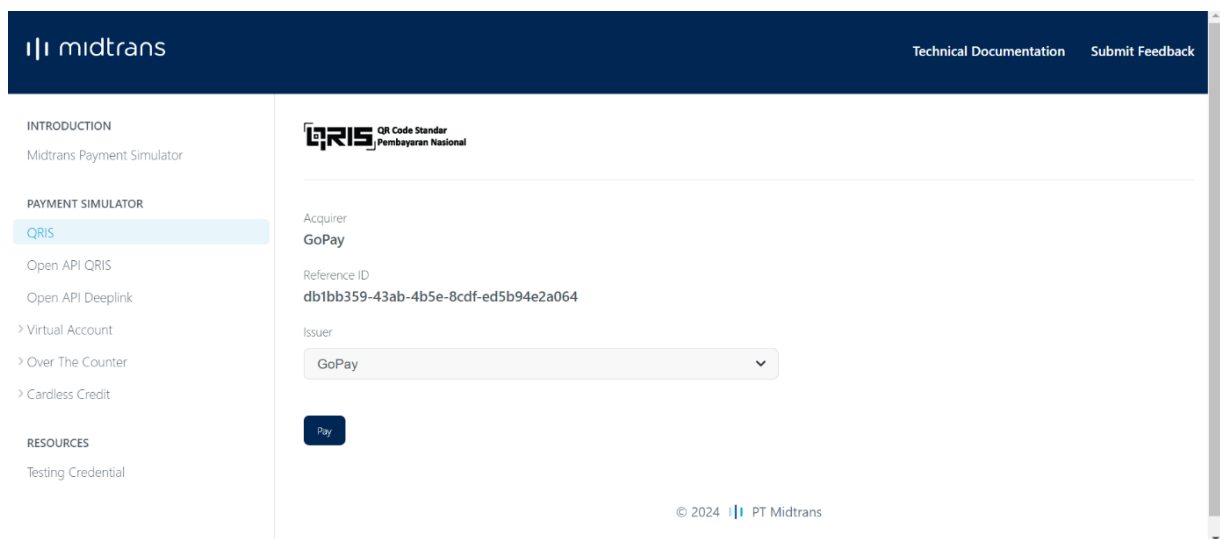 midtrans
Technical Documentation Submit Feedback
INTRODUCTION
Midtrans Payment Simulator
PAYMENT SIMULATOR
QRIS
Open API QRIS
Open API Deeplink
Virtual Account
Over The Counter
Cardless Credit
RESOURCES
Testing Credential
QRIS QR Code Standar
Pembayaran Nasional
Acquirer
GoPay
Reference ID
db1bb359-43ab-4b5e-8cdf-ed5b94e2a064
Issuer
GoPay
Pay
© 2024 PT Midtrans